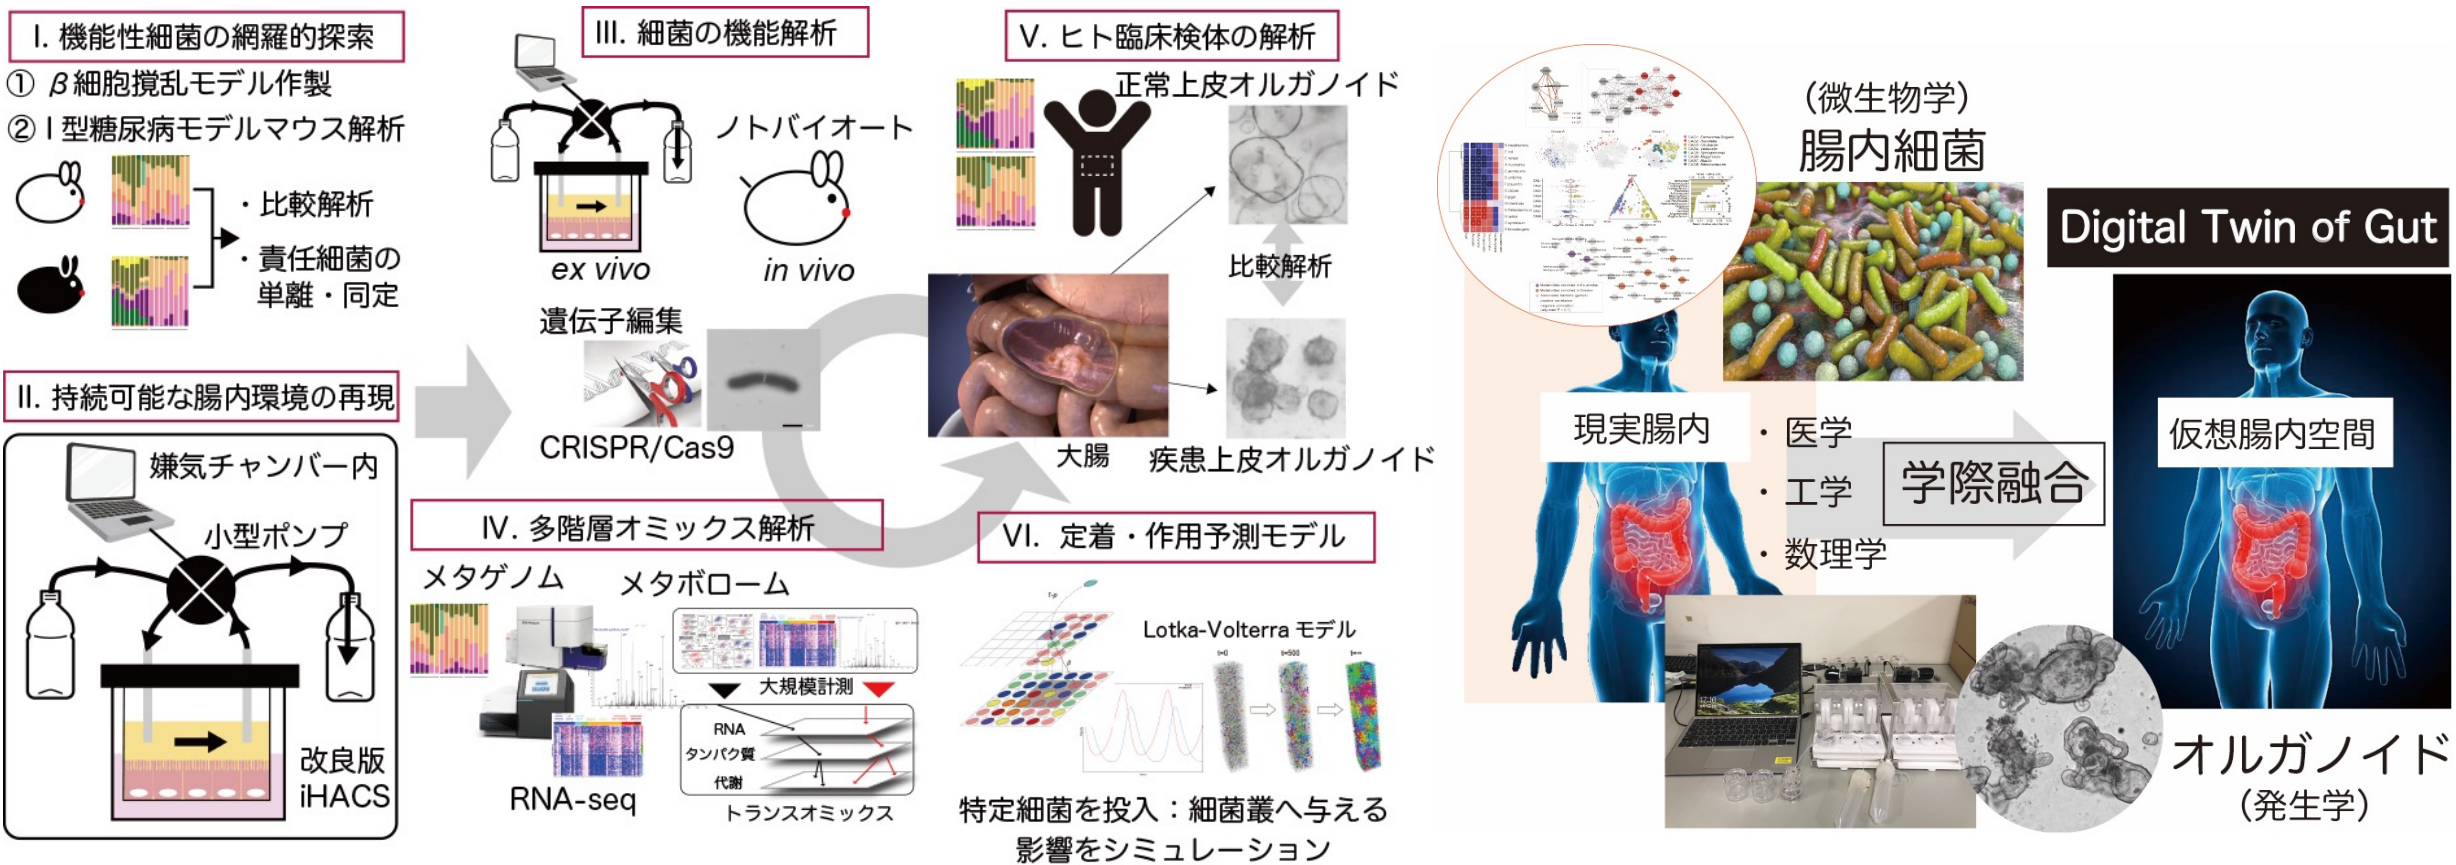 I. 機能性細菌の網羅的探索
① β細胞撹乱モデル作製
② I 型糖尿病モデルマウス解析
・比較解析
・責任細菌の
単離・同定
II. 持続可能な腸内環境の再現
嫌気チャンバー内
小型ポンプ
改良版
iHACS
III. 細菌の機能解析
ノトバイオート
ex vivo
in vivo
遺伝子編集
CRISPR/Cas9
IV. 多階層オミックス解析
メタゲノム
メタボローム
RNA-seq
大規模計測
RNA
タンパク質
代謝
トランスオミックス
V. ヒト臨床検体の解析
正常上皮オルガノイド
比較解析
大腸
疾患上皮オルガノイド
VI. 定着・作用予測モデル
Lotka-Volterra モデル
t=0
t=500
t=∞
特定細菌を投入：細菌叢へ与える
影響をシミュレーション
(微生物学)
腸内細菌
現実腸内
・ 医学
・ 工学
・ 数理学
学際融合
Digital Twin of Gut
仮想腸内空間
オルガノイド
(発生学)